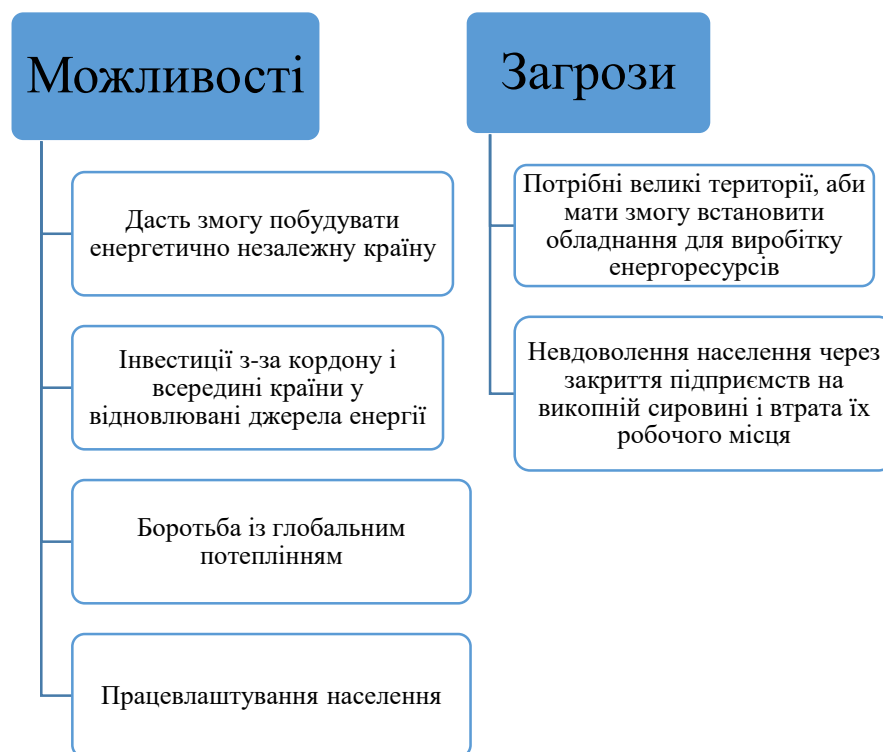 Можливості
Дасть змогу побудувати
енергетично незалежну країну
Інвестиції з-за кордону і
всередині країни у
відновлювані джерела енергії
Боротьба із глобальним
потеплінням
Працевлаштування населення
Загрози
Потрібні великі території, аби
мати змогу встановити
обладнання для виробітку
енергоресурсів
Невдоволення населення через
закриття підприємств на
викопній сировині і втрата їх
робочого місця